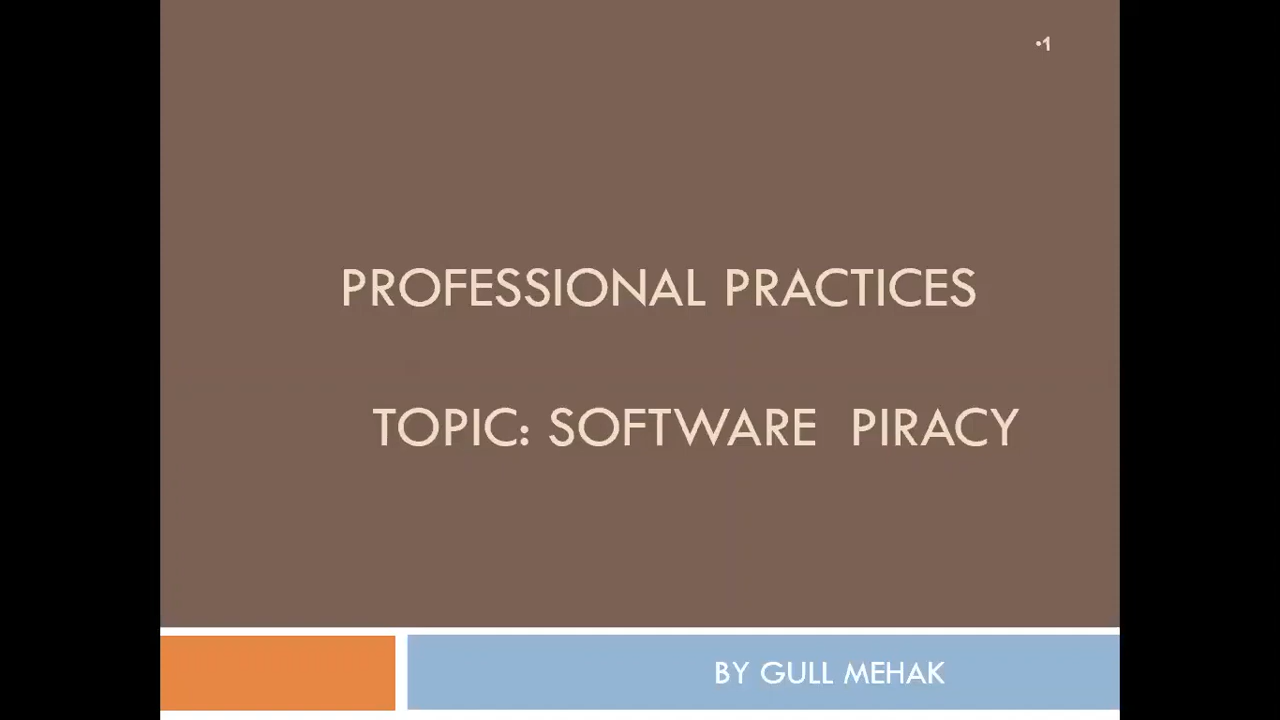 •1
PROFESSIONAL PRACTICES
TOPIC: SOFTWARE PIRACY
BY GULL MEHAK